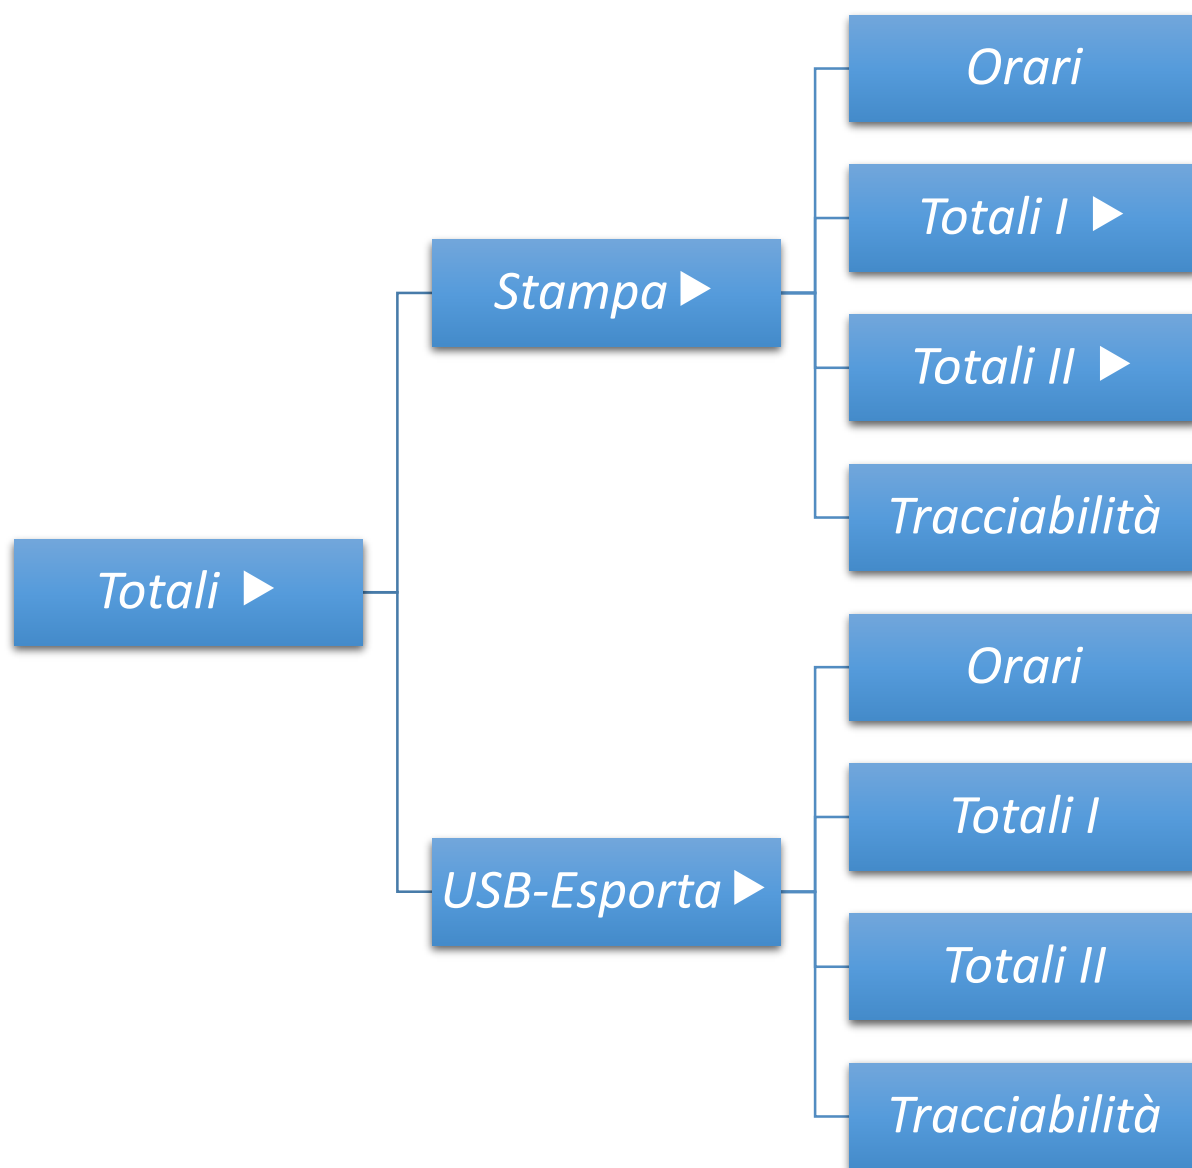 Orari
Totali I ▶
Stampa ▶
Totali II ▶
Tracciabilità
Totali ▶
Orari
Totali I
USB-Esporta ▶
Totali II
Tracciabilità